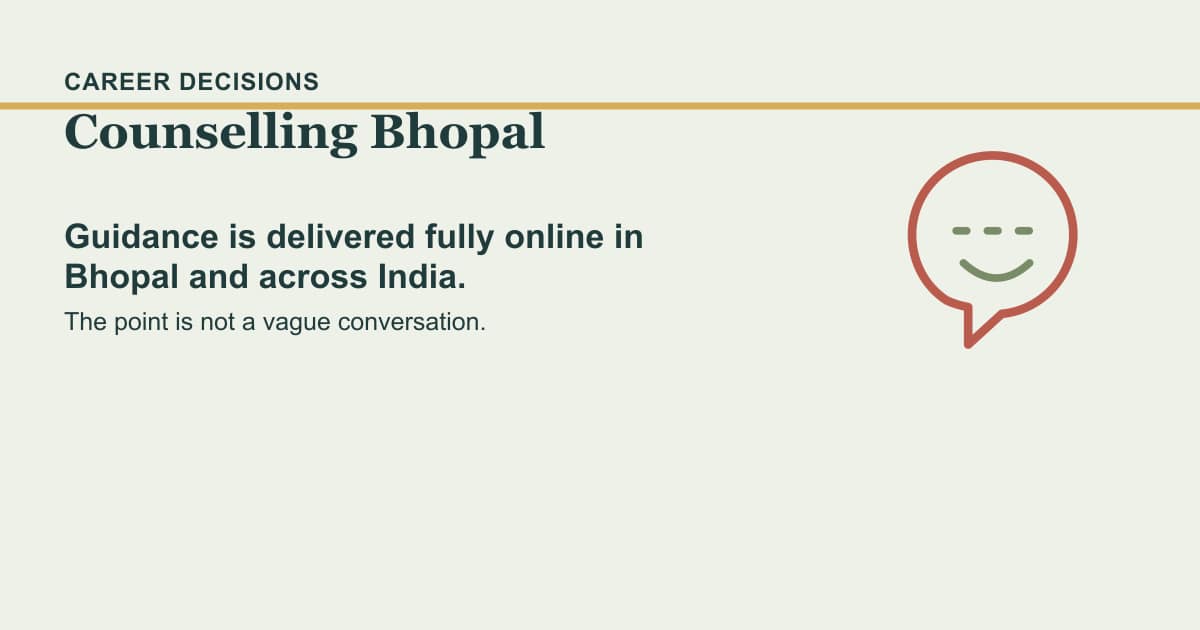 CAREER DECISIONS
Counselling Bhopal
Guidance is delivered fully online in
Bhopal and across India.
The point is not a vague conversation.